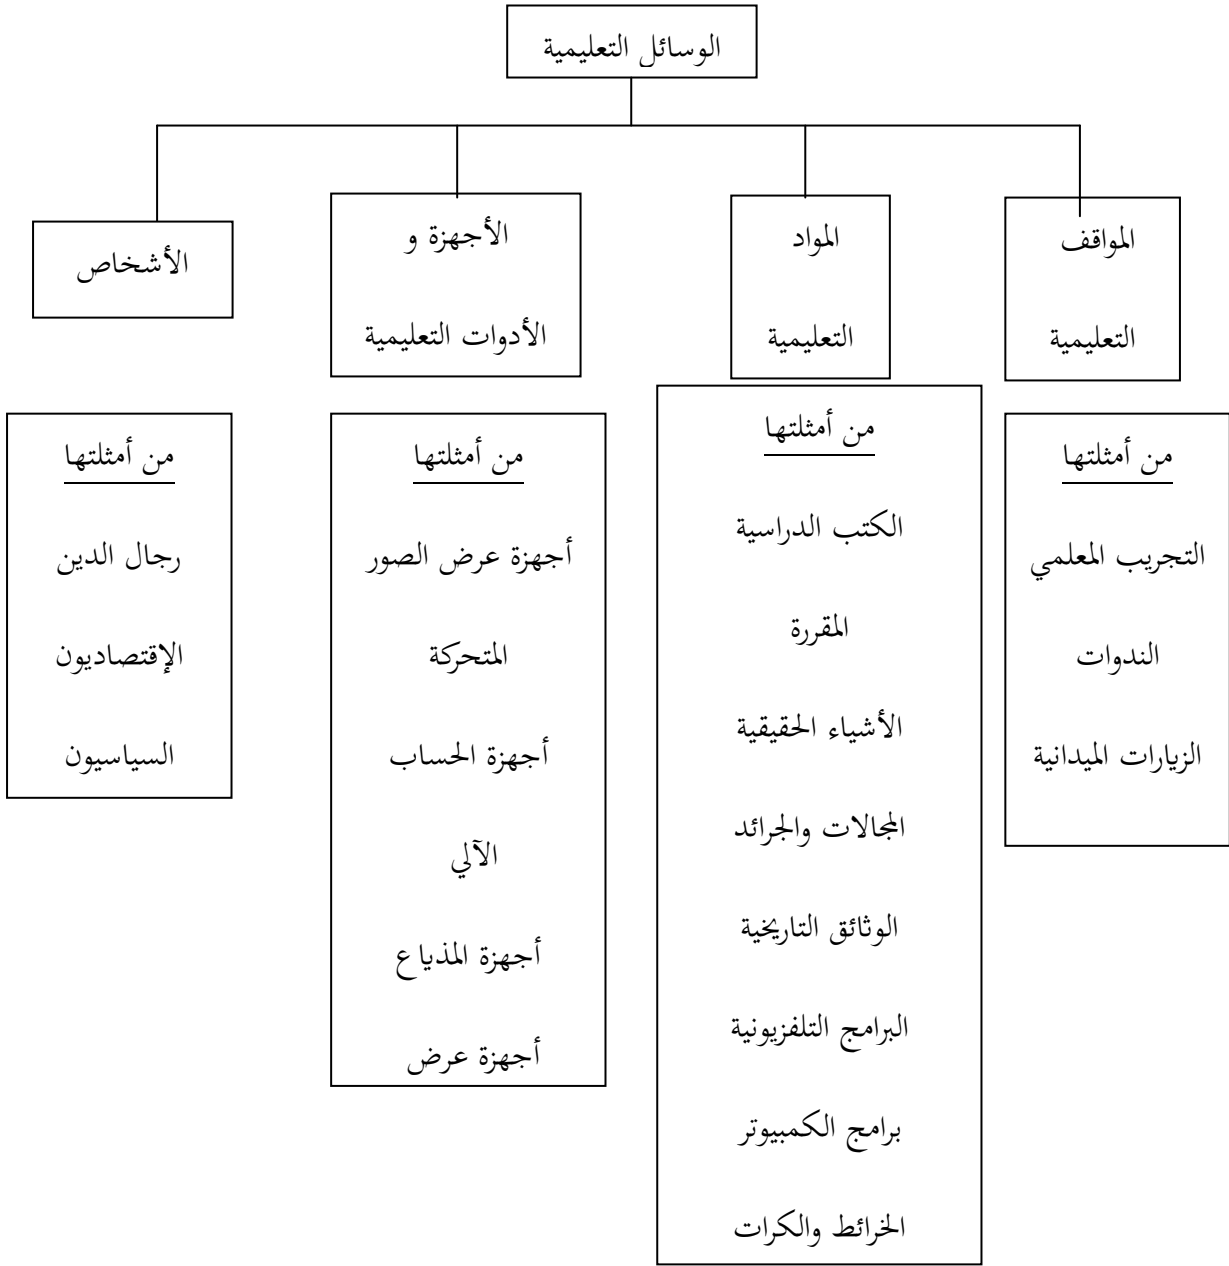 الوسائل التعليمية
المواقف
التعليمية
من أمثلتها
التجريب المعلمي
الندوات
الزيارات الميدانية
المواد
التعليمية
من أمثلتها
الكتب الدراسية
المقررة
الأشياء الحقيقية
المجالات والجرائد
الوثائق التاريخية
البرامج التلفزيونية
برامج الكمبيوتر
الخرائط والكرات
الأجهزة و
الأدوات التعليمية
من أمثلتها
أجهزة عرض الصور
المتحركة
أجهزة الحساب
الآلي
أجهزة المذياع
أجهزة عرض
الأشخاص
من أمثلتها
رجال الدين
الإقتصاديون
السياسيون